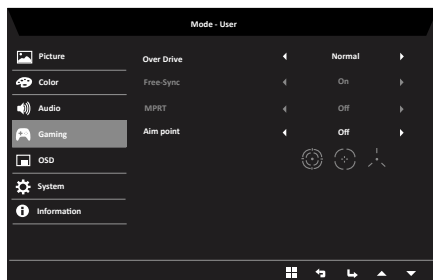 Mode - User
Picture
Over Drive Normal
Color
Free-Sync On
Audio
MPRT Off
Gaming
Aim point Off
OSD
System
Information